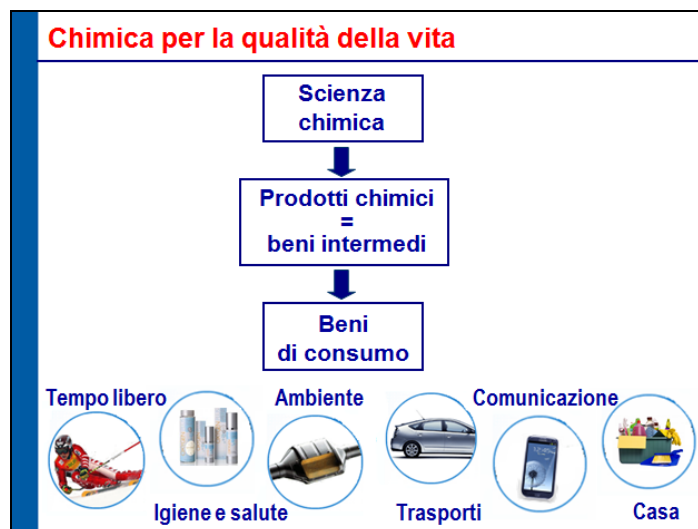 Chimica per la qualità della vita
Scienza
chimica
Prodotti chimici
=
beni intermedi
Beni
di consumo
Tempo libero
Ambiente
Comunicazione
Igiene e salute
Trasporti
Casa